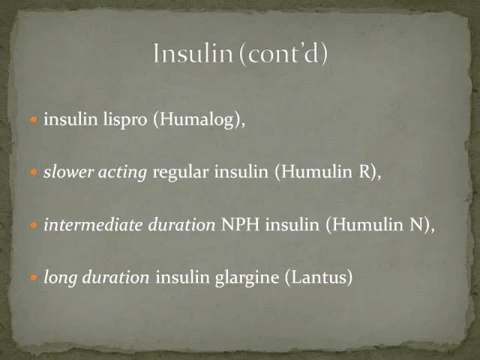 Insulin (cont'd)
insulin lispro (Humalog),
slower acting regular insulin (Humulin R),
intermediate duration NPH insulin (Humulin N),
long duration insulin glargine (Lantus)